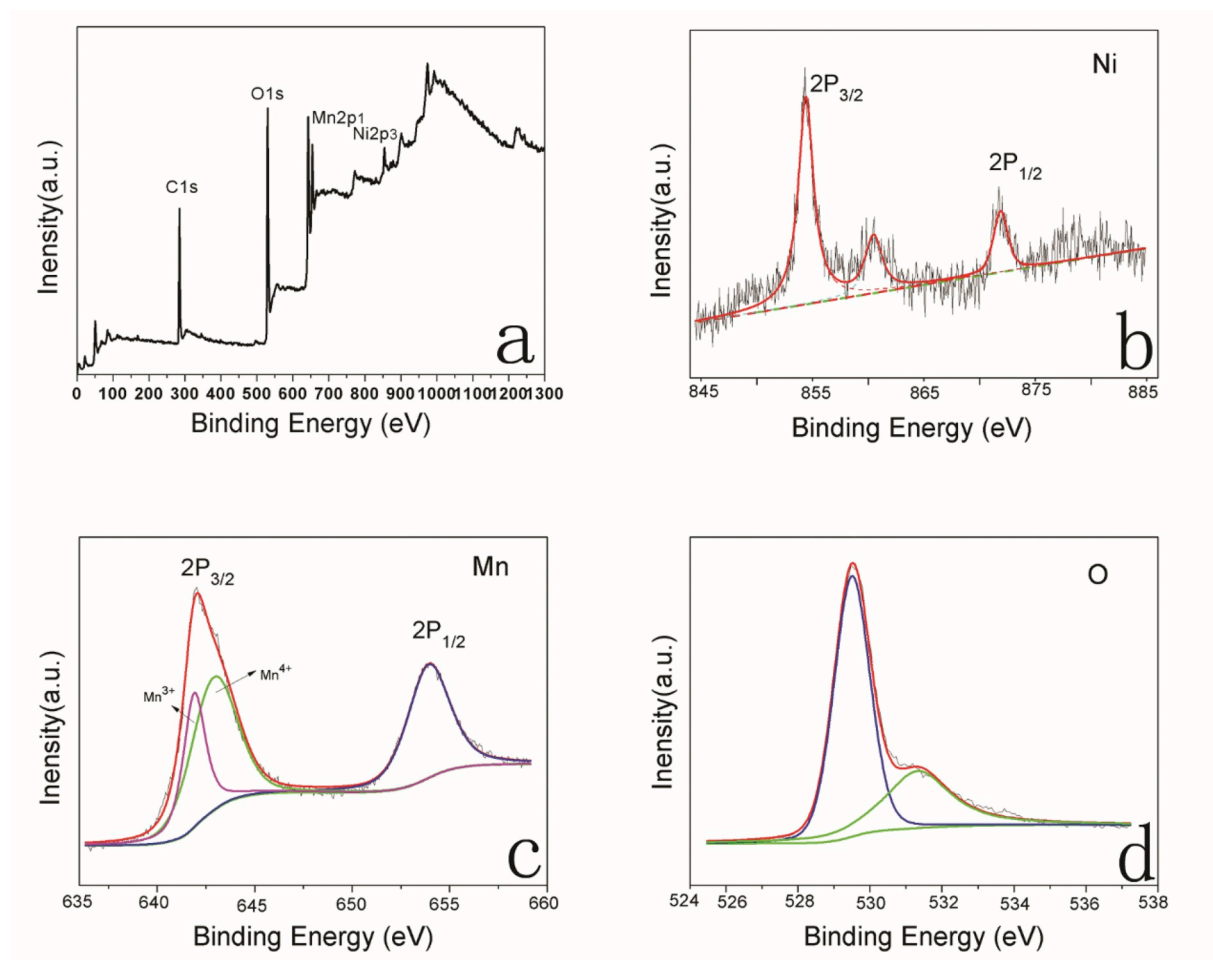 Inensity(a.u.)
C1s
O1s
Mn2p1
Ni2p3
a
0 100 200 300 400 500 600 700 800 900 1000 1100 1200 1300
Binding Energy (eV)
Inensity(a.u.)
Ni
2P3/2
2P1/2
b
845 855 865 875 885
Binding Energy (eV)
Inensity(a.u.)
Mn
2P3/2
2P1/2
Mn3+
Mn4+
c
635 640 645 650 655 660
Binding Energy (eV)
Inensity(a.u.)
O
d
524 526 528 530 532 534 536 538
Binding Energy (eV)